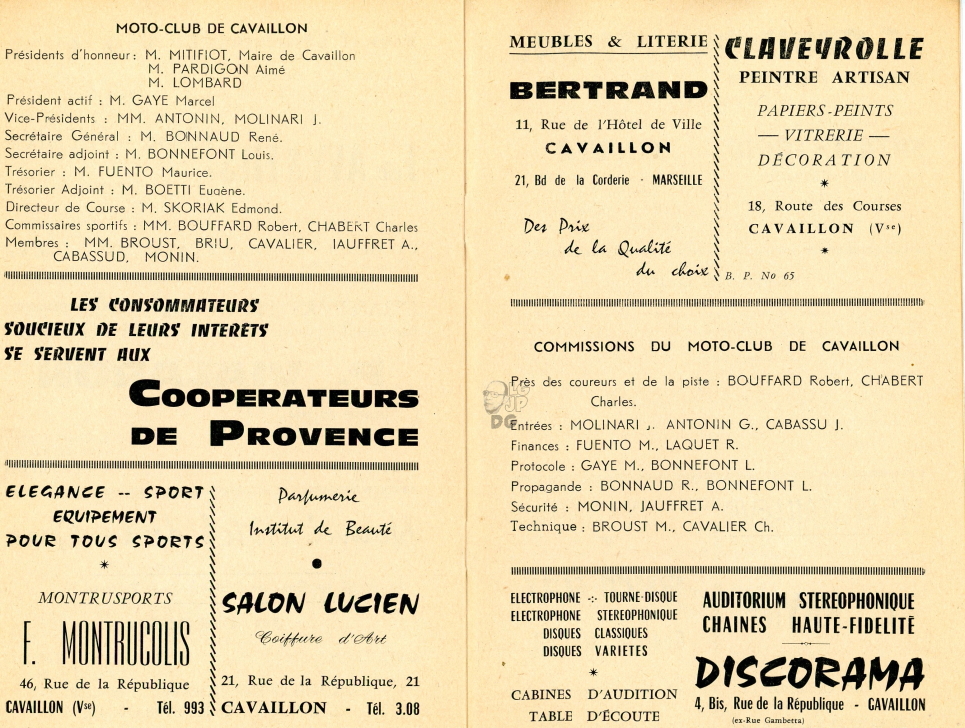 MOTO-CLUB DE CAVAILLON
Présidents d'honneur : M. MITIFIOT, Maire de Cavaillon
M. PARDIGON Aimé
M. LOMBARD
Président actif : M. GAYE Marcel
Vice-Présidents : MM. ANTONIN, MOLINARI J.
Secrétaire Général : M. BONNAUD René.
Secrétaire adjoint : M. BONNEFONT Louis.
Trésorier : M. FUENTO Maurice.
Trésorier Adjoint : M. BOETTI Eugène.
Directeur de Course : M. SKORIAK Edmond.
Commissaires sportifs : MM. BOUFFARD Robert, CHABERT Charles
Membres : MM. BROUST, BRIU, CAVALIER, IAUFFRET A.,
CABASSUD, MONIN.
LES CONSOMMATEURS
SOUCIEUX DE LEURS INTERÊTS
SE SERVENT AUX
COOPERATEURS
DE PROVENCE
ELEGANCE -- SPORT
EQUIPEMENT
POUR TOUS SPORTS
*
MONTRUSPORTS
F. MONTRUCOLIS
46, Rue de la République
CAVAILLON (Vse) - Tél. 993
Parfumerie
Institut de Beauté
●
SALON LUCIEN
Coiffure d'Art
21, Rue de la République, 21
CAVAILLON - Tél. 3.08
MEUBLES & LITERIE
BERTRAND
11, Rue de l'Hôtel de Ville
CAVAILLON
21, Bd de la Corderie - MARSEILLE
Des Prix
de la Qualité
du choix
CLAVEYROLLE
PEINTRE ARTISAN
PAPIERS-PEINTS
— VITRERIE —
DÉCORATION
*
18, Route des Courses
CAVAILLON (Vse)
*
B. P. No 65
COMMISSIONS DU MOTO-CLUB DE CAVAILLON
Près des coureurs et de la piste : BOUFFARD Robert, CHABERT
Charles.
Entrées : MOLINARI J. ANTONIN G., CABASSU J.
Finances : FUENTO M., LAQUET R.
Protocole : GAYE M., BONNEFONT L.
Propagande : BONNAUD R., BONNEFONT L.
Sécurité : MONIN, JAUFFRET A.
Technique : BROUST M., CAVALIER Ch.
LG
JP
DG
ELECTROPHONE -:- TOURNE-DISQUE
ELECTROPHONE STEREOPHONIQUE
DISQUES CLASSIQUES
DISQUES VARIETES
*
CABINES D'AUDITION
TABLE D'ÉCOUTE
AUDITORIUM STEREOPHONIQUE
CHAINES HAUTE-FIDELITÉ
DISCORAMA
4, Bis, Rue de la République - CAVAILLON
(ex-Rue Gambetta)